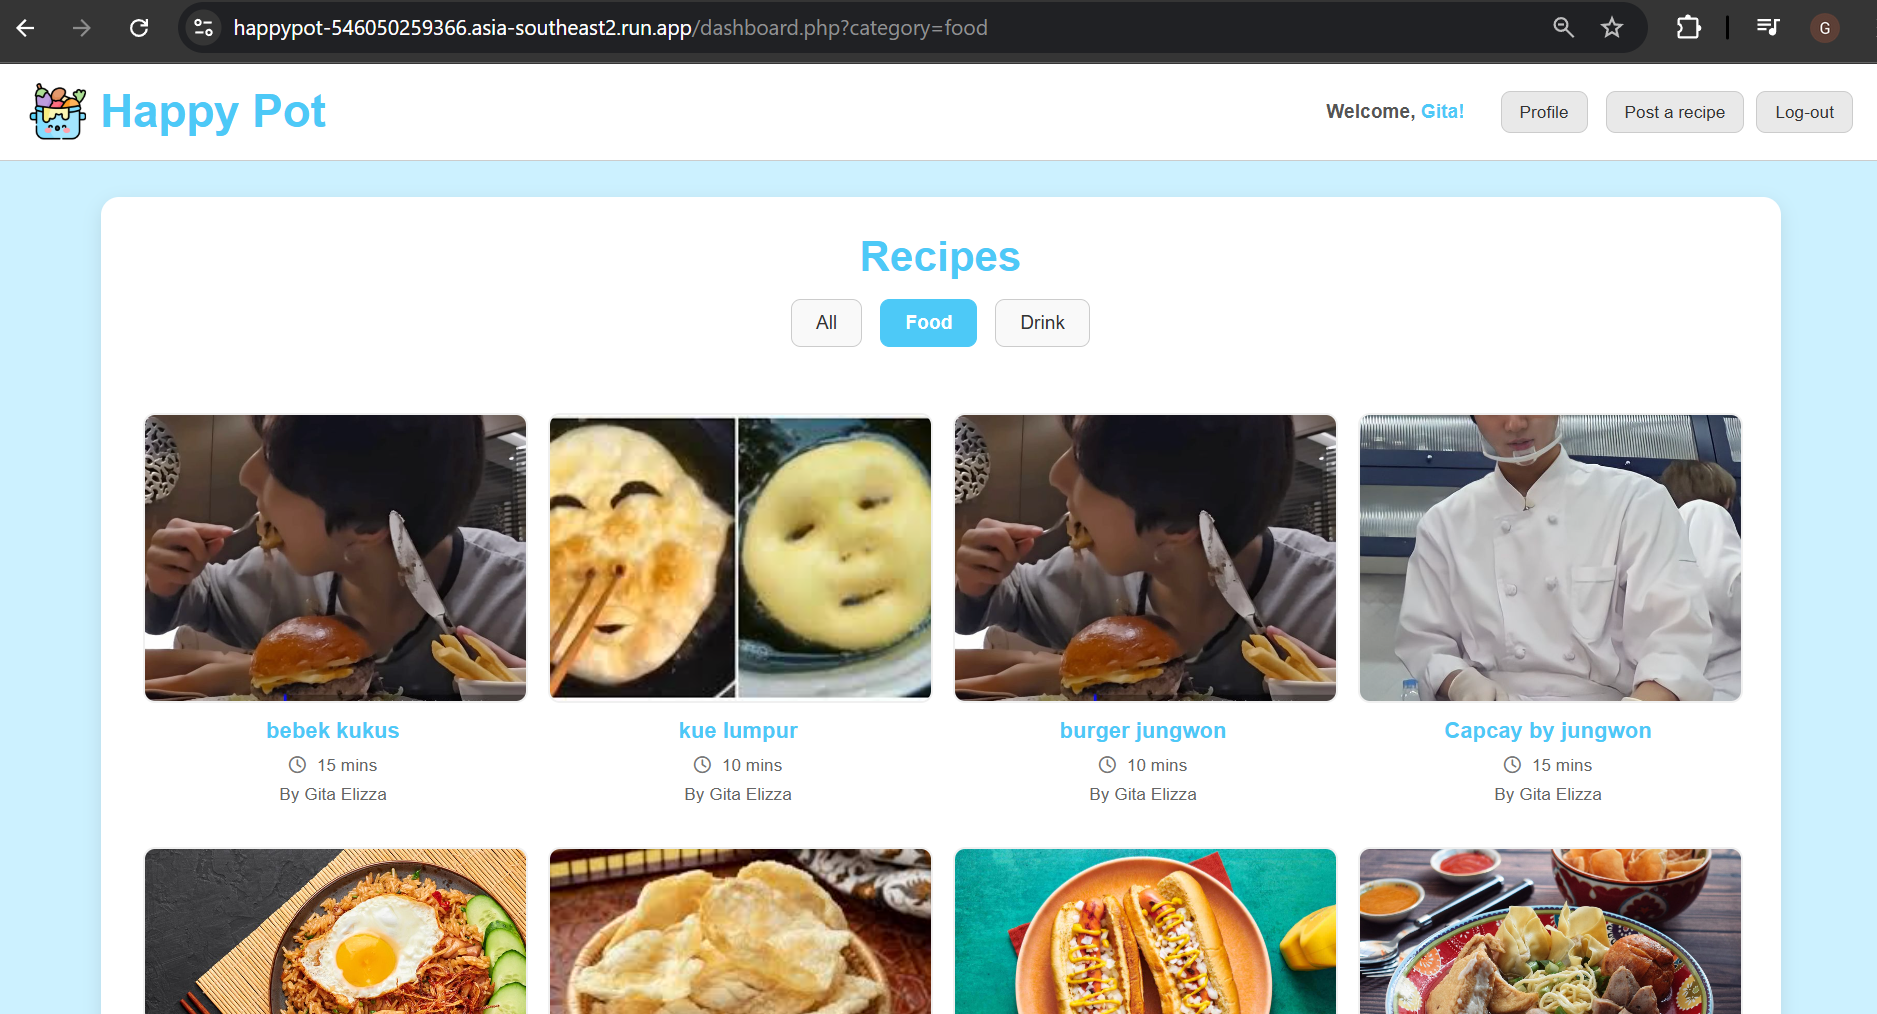 happypot-546050259366.asia-southeast2.run.app/dashboard.php?category=food
G
Happy Pot
Welcome, Gita!
Profile
Post a recipe
Log-out
Recipes
All
Food
Drink
bebek kukus
15 mins
By Gita Elizza
kue lumpur
10 mins
By Gita Elizza
burger jungwon
10 mins
By Gita Elizza
Capcay by jungwon
15 mins
By Gita Elizza